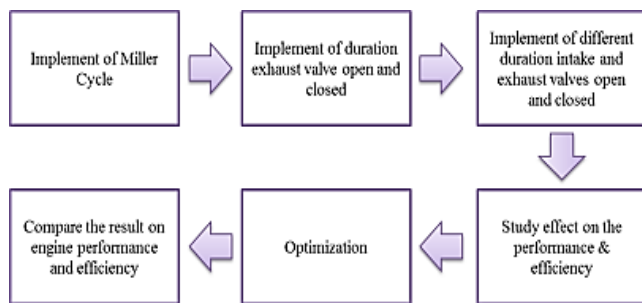 Implement of Miller
Cycle
Implement of duration
exhaust valve open and
closed
Implement of different
duration intake and
exhaust valves open
and closed
Study effect on the
performance &
efficiency
Optimization
Compare the result on
engine performance
and efficiency